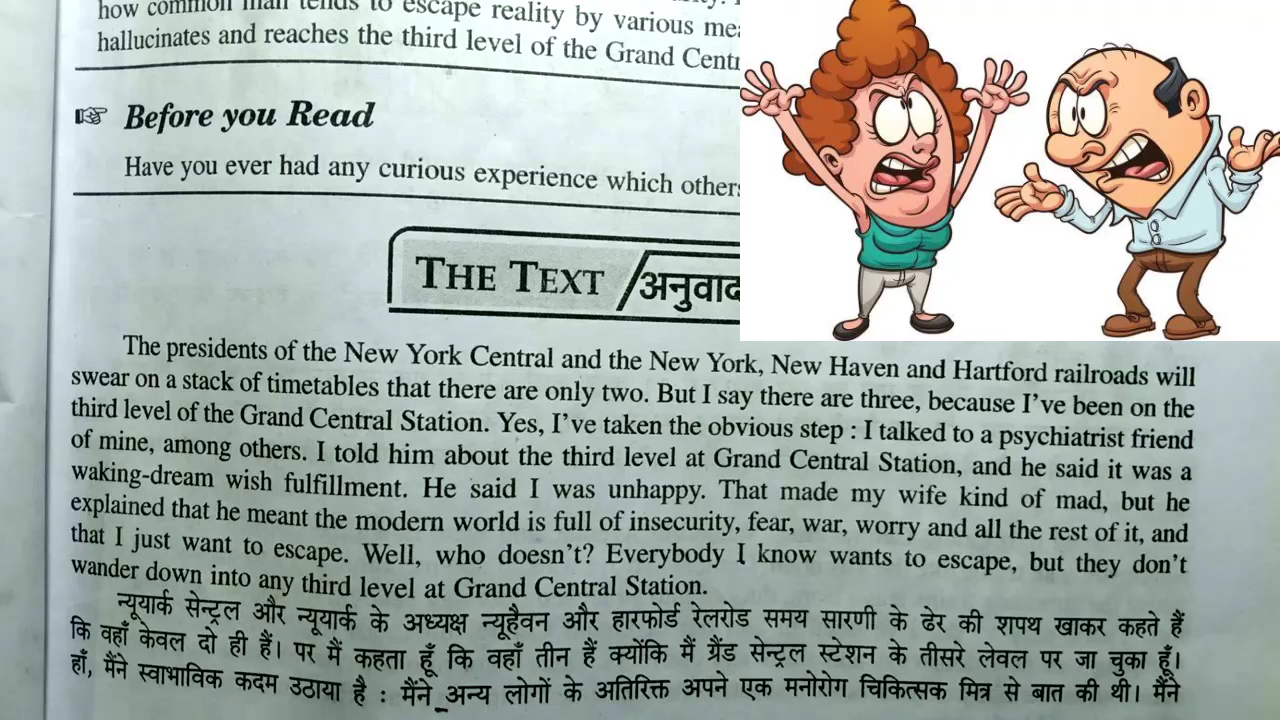 how common man tends to escape reality by various
hallucinates and reaches the third level of the Grand
Before you Read
Have you ever had any curious experience which
THE TEXT / अनुवाद
The presidents of the New York Central and the New York, New Haven and Hartford railroads will
swear on a stack of timetables that there are only two. But I say there are three, because I’ve been on the
third level of the Grand Central Station. Yes, I’ve taken the obvious step : I talked to a psychiatrist friend
of mine, among others. I told him about the third level at Grand Central Station, and he said it was a
waking-dream wish fulfillment. He said I was unhappy. That made my wife kind of mad, but he
explained that he meant the modern world is full of insecurity, fear, war, worry and all the rest of it, and
that I just want to escape. Well, who doesn’t? Everybody I know wants to escape, but they don’t
wander down into any third level at Grand Central Station.
न्यूयार्क सेन्ट्रल और न्यूयार्क के अध्यक्ष न्यूहैवन और हारफोर्ड रेलरोड समय सारणी के ढेर की शपथ खाकर कहते हैं
कि वहाँ केवल दो ही हैं। पर मैं कहता हूँ कि वहाँ तीन हैं क्योंकि मैं ग्रैंड सेन्ट्रल स्टेशन के तीसरे लेवल पर जा चुका हूँ।
हाँ, मैंने स्वाभाविक कदम उठाया है : मैंने अन्य लोगों के अतिरिक्त अपने एक मनोरोग चिकित्सक मित्र से बात की थी। मैंने